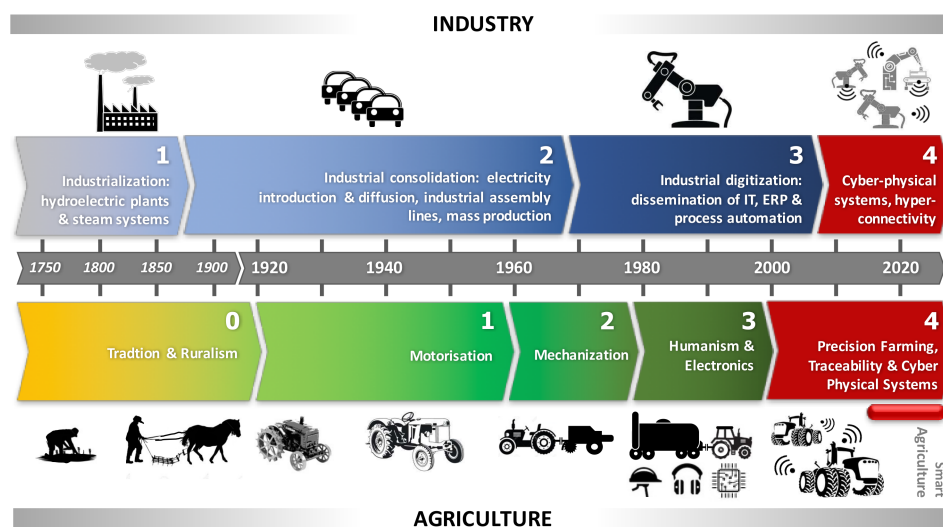 INDUSTRY
1
Industrialization:
hydroelectric plants
& steam systems
2
Industrial consolidation: electricity
introduction & diffusion, industrial assembly
lines, mass production
3
Industrial digitization:
dissemination of IT, ERP &
process automation
4
Cyber-physical
systems, hyper-
connectivity
1750 1800 1850 1900 1920 1940 1960 1980 2000 2020
0
Tradtion & Ruralism
1
Motorisation
2
Mechanization
3
Humanism &
Electronics
4
Precision Farming,
Traceability & Cyber
Physical Systems
Smart
Agriculture
AGRICULTURE